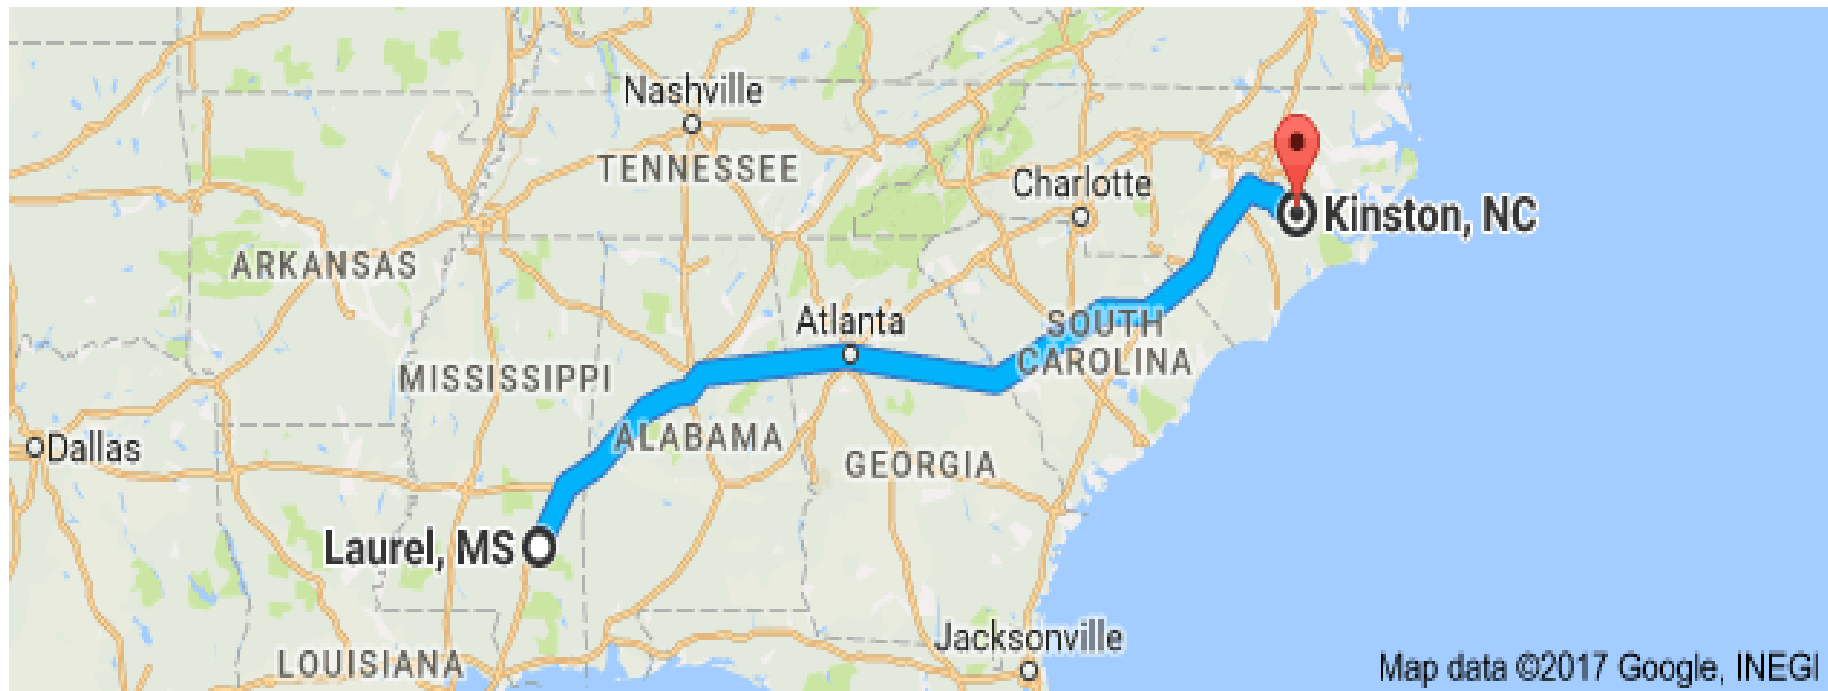 Nashville
TENNESSEE
Charlotte
Kinston, NC
ARKANSAS
Atlanta
SOUTH
CAROLINA
MISSISSIPPI
Dallas
ALABAMA
GEORGIA
Laurel, MS
Jacksonville
LOUISIANA
Map data ©2017 Google, INEGI